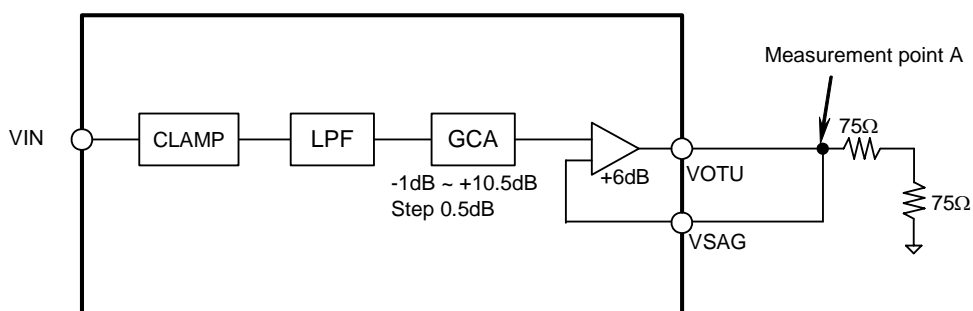 Measurement point A
VIN
CLAMP
LPF
GCA
75Ω
-1dB ~ +10.5dB
Step 0.5dB
+6dB
VOTU
75Ω
VSAG